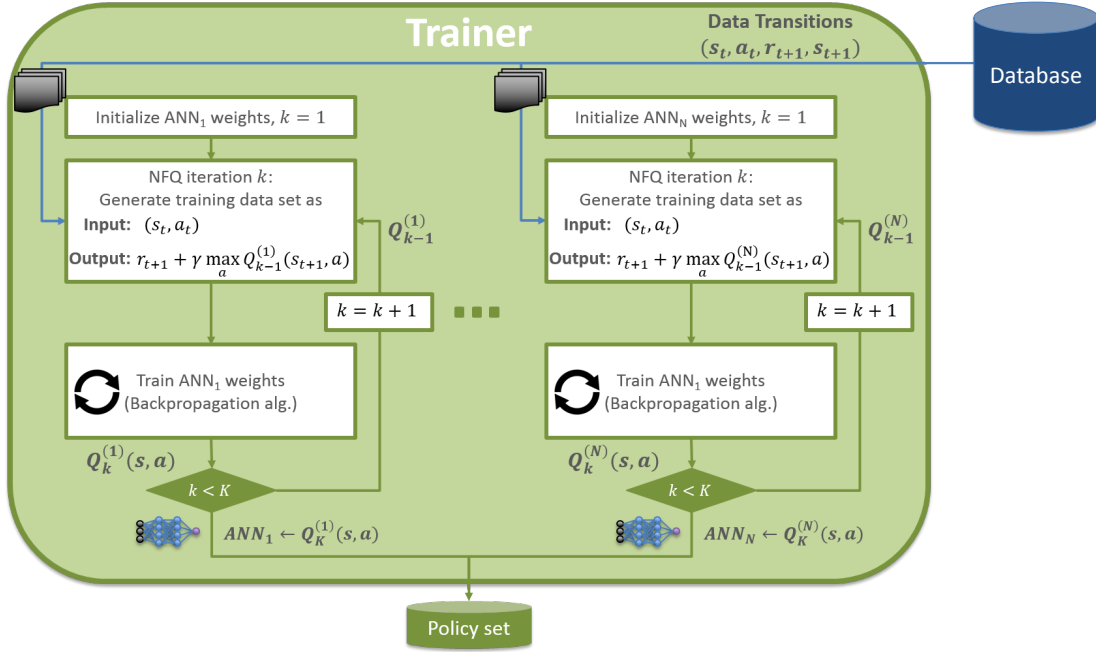 Trainer
Data Transitions
(s_t, a_t, r_{t+1}, s_{t+1})
Database
Initialize ANN₁ weights, k = 1
NFQ iteration k:
Generate training data set as
Input: (s_t, a_t)
Output: r_{t+1} + γ max_a Q_{k−1}^{(1)}(s_{t+1}, a)
Q_{k−1}^{(1)}
k = k + 1
Train ANN₁ weights
(Backpropagation alg.)
Q_k^{(1)}(s, a)
k < K
ANN₁ ← Q_K^{(1)}(s, a)
Initialize ANN_N weights, k = 1
NFQ iteration k:
Generate training data set as
Input: (s_t, a_t)
Output: r_{t+1} + γ max_a Q_{k−1}^{(N)}(s_{t+1}, a)
Q_{k−1}^{(N)}
k = k + 1
Train ANN₁ weights
(Backpropagation alg.)
Q_k^{(N)}(s, a)
k < K
ANN_N ← Q_K^{(N)}(s, a)
Policy set